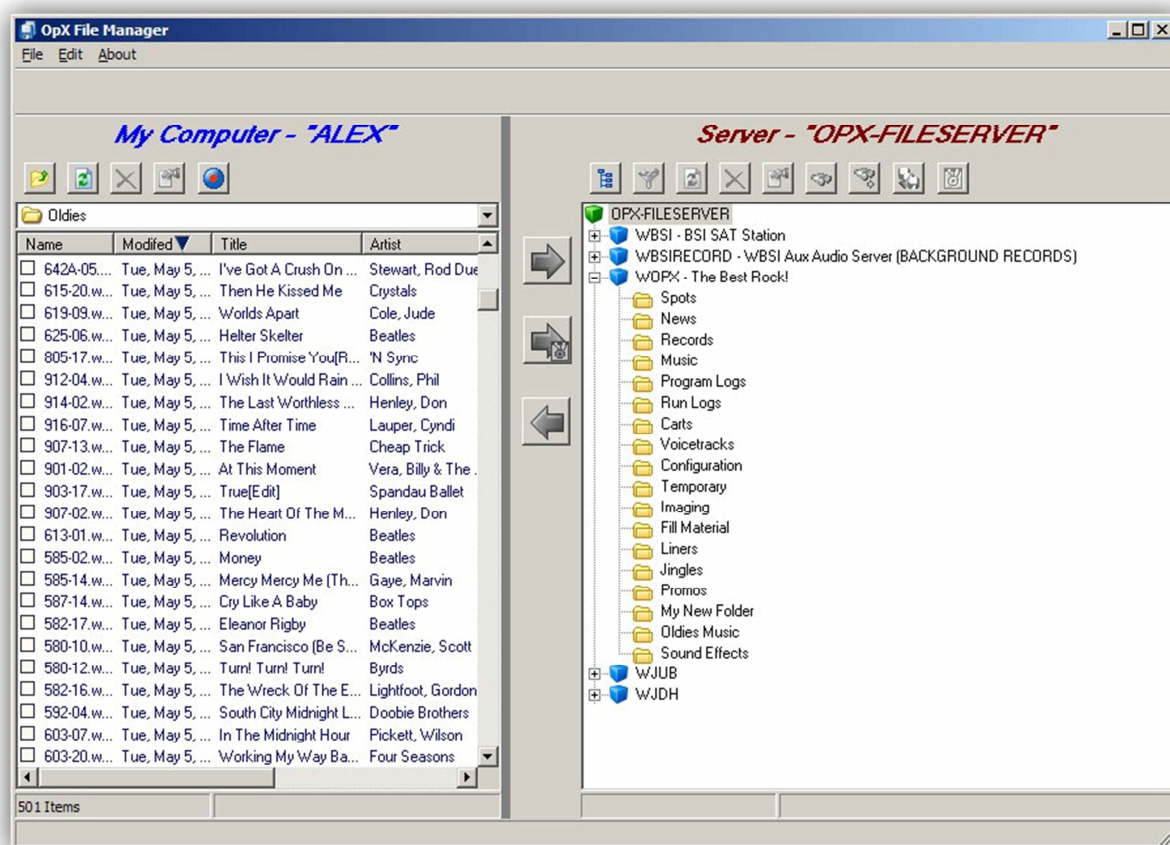 OpX File Manager
File Edit About
My Computer - "ALEX"
Oldies
Name Modifed Title Artist
642A-05.... Tue, May 5, ... I've Got A Crush On ... Stewart, Rod Due
615-20.w... Tue, May 5, ... Then He Kissed Me Crystals
619-09.w... Tue, May 5, ... Worlds Apart Cole, Jude
625-06.w... Tue, May 5, ... Helter Skelter Beatles
805-17.w... Tue, May 5, ... This I Promise You[R... 'N Sync
912-04.w... Tue, May 5, ... I Wish It Would Rain ... Collins, Phil
914-02.w... Tue, May 5, ... The Last Worthless ... Henley, Don
916-07.w... Tue, May 5, ... Time After Time Lauper, Cyndi
907-13.w... Tue, May 5, ... The Flame Cheap Trick
901-02.w... Tue, May 5, ... At This Moment Vera, Billy & The .
903-17.w... Tue, May 5, ... True[Edit] Spandau Ballet
907-02.w... Tue, May 5, ... The Heart Of The M... Henley, Don
613-01.w... Tue, May 5, ... Revolution Beatles
585-02.w... Tue, May 5, ... Money Beatles
585-14.w... Tue, May 5, ... Mercy Mercy Me (Th... Gaye, Marvin
587-14.w... Tue, May 5, ... Cry Like A Baby Box Tops
582-17.w... Tue, May 5, ... Eleanor Rigby Beatles
580-10.w... Tue, May 5, ... San Francisco (Be S... McKenzie, Scott
580-12.w... Tue, May 5, ... Turn! Turn! Turn! Byrds
582-16.w... Tue, May 5, ... The Wreck Of The E... Lightfoot, Gordon
592-04.w... Tue, May 5, ... South City Midnight L... Doobie Brothers
603-07.w... Tue, May 5, ... In The Midnight Hour Pickett, Wilson
603-20.w... Tue, May 5, ... Working My Way Ba... Four Seasons
501 Items
Server - "OPX-FILESERVER"
OPX-FILESERVER
WBSI - BSI SAT Station
WBSIRECORD - WBSI Aux Audio Server (BACKGROUND RECORDS)
WOPX - The Best Rock!
Spots
News
Records
Music
Program Logs
Run Logs
Carts
Voicetracks
Configuration
Temporary
Imaging
Fill Material
Liners
Jingles
Promos
My New Folder
Oldies Music
Sound Effects
WJUB
WJDH